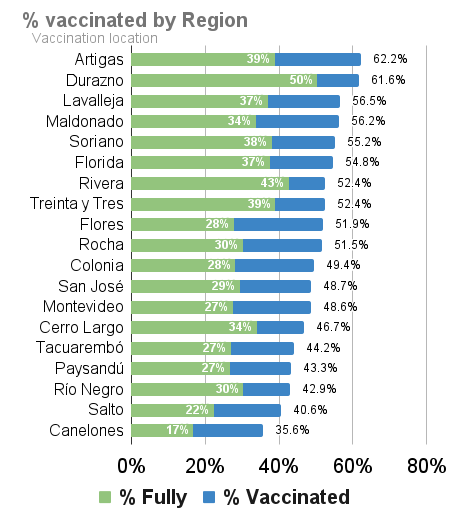 % vaccinated by Region
Vaccination location
Artigas 39% 62.2%
Durazno 50% 61.6%
Lavalleja 37% 56.5%
Maldonado 34% 56.2%
Soriano 38% 55.2%
Florida 37% 54.8%
Rivera 43% 52.4%
Treinta y Tres 39% 52.4%
Flores 28% 51.9%
Rocha 30% 51.5%
Colonia 28% 49.4%
San José 29% 48.7%
Montevideo 27% 48.6%
Cerro Largo 34% 46.7%
Tacuarembó 27% 44.2%
Paysandú 27% 43.3%
Río Negro 30% 42.9%
Salto 22% 40.6%
Canelones 17% 35.6%
0% 20% 40% 60% 80%
% Fully % Vaccinated